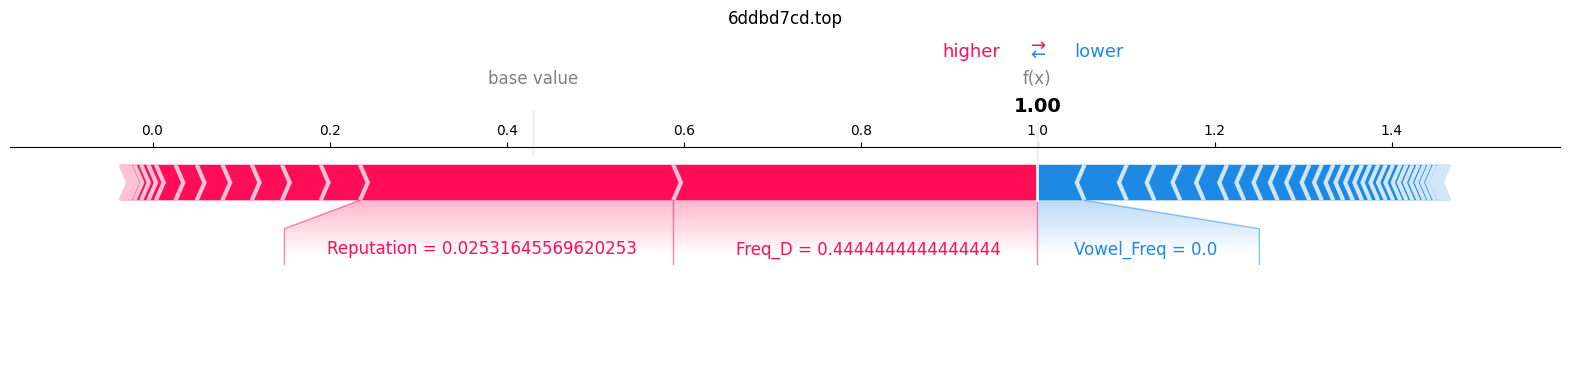 6ddbd7cd.top
higher ⇄ lower
base value f(x)
1.00
0.0 0.2 0.4 0.6 0.8 1.0 1.2 1.4
Reputation = 0.02531645569620253 Freq_D = 0.4444444444444444 Vowel_Freq = 0.0